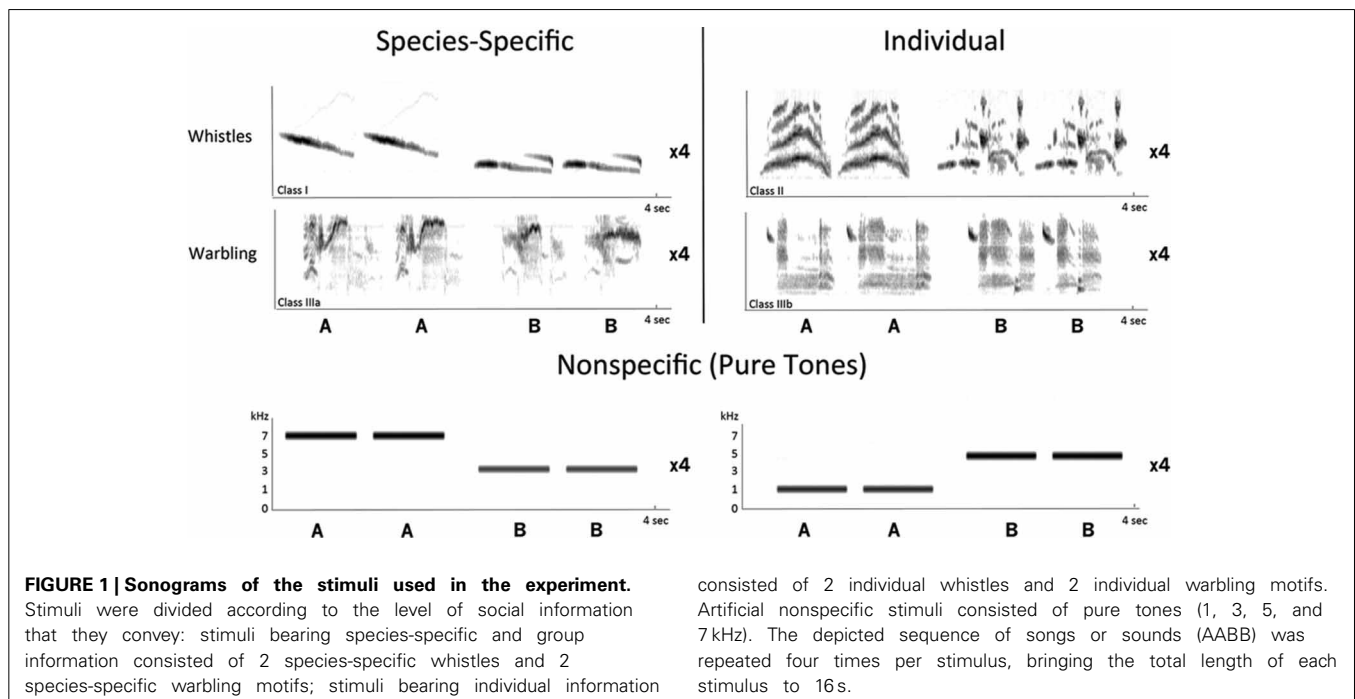 Species-Specific
Individual
Whistles
x4
Class I
4 sec
x4
Class II
4 sec
Warbling
x4
Class IIIa
4 sec
A A B B
x4
Class IIIb
4 sec
A A B B
Nonspecific (Pure Tones)
kHz
7
5
3
1
0
x4
4 sec
A A B B
kHz
7
5
3
1
0
x4
4 sec
A A B B
FIGURE 1 | Sonograms of the stimuli used in the experiment.
Stimuli were divided according to the level of social information
that they convey: stimuli bearing species-specific and group
information consisted of 2 species-specific whistles and 2
species-specific warbling motifs; stimuli bearing individual information
consisted of 2 individual whistles and 2 individual warbling motifs.
Artificial nonspecific stimuli consisted of pure tones (1, 3, 5, and
7 kHz). The depicted sequence of songs or sounds (AABB) was
repeated four times per stimulus, bringing the total length of each
stimulus to 16 s.